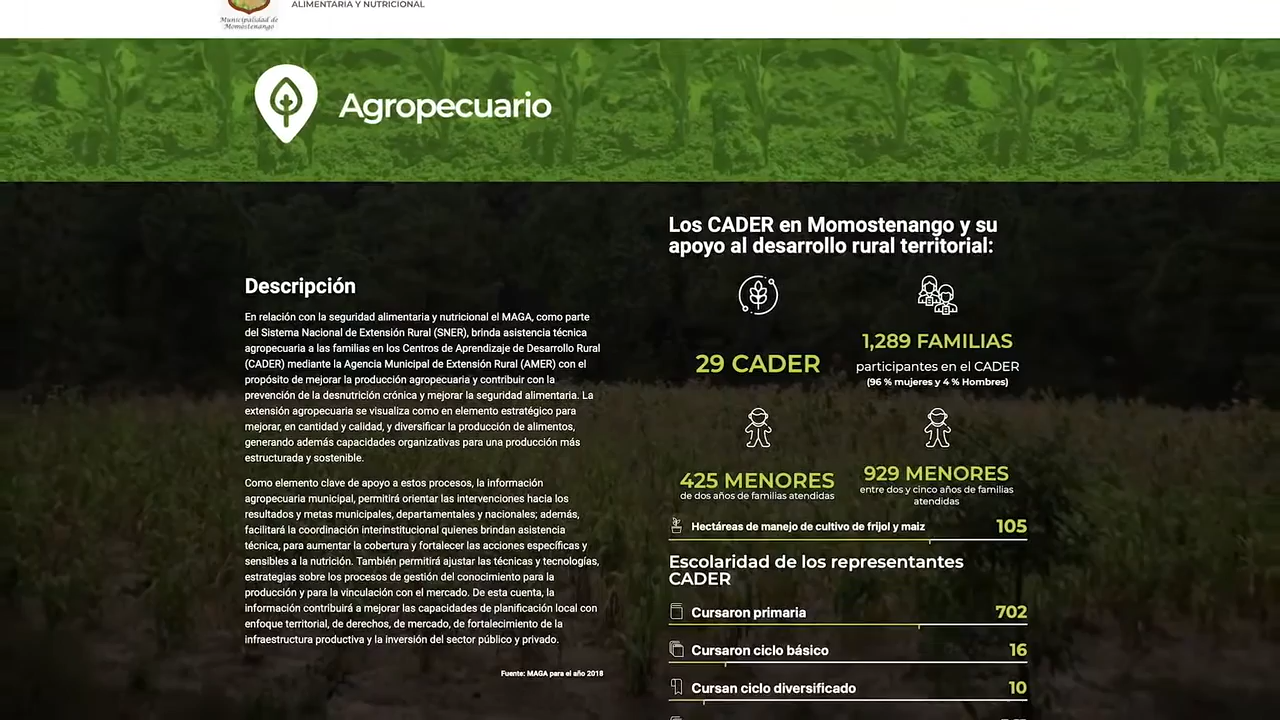 ALIMENTARIA Y NUTRICIONAL
Municipalidad de
Momostenango
Agropecuario
Descripción
En relación con la seguridad alimentaria y nutricional el MAGA, como parte
del Sistema Nacional de Extensión Rural (SNER), brinda asistencia técnica
agropecuaria a las familias en los Centros de Aprendizaje de Desarrollo Rural
(CADER) mediante la Agencia Municipal de Extensión Rural (AMER) con el
propósito de mejorar la producción agropecuaria y contribuir con la
prevención de la desnutrición crónica y mejorar la seguridad alimentaria. La
extensión agropecuaria se visualiza como en elemento estratégico para
mejorar, en cantidad y calidad, y diversificar la producción de alimentos,
generando además capacidades organizativas para una producción más
estructurada y sostenible.
Como elemento clave de apoyo a estos procesos, la información
agropecuaria municipal, permitirá orientar las intervenciones hacia los
resultados y metas municipales, departamentales y nacionales; además,
facilitará la coordinación interinstitucional quienes brindan asistencia
técnica, para aumentar la cobertura y fortalecer las acciones específicas y
sensibles a la nutrición. También permitirá ajustar las técnicas y tecnologías,
estrategias sobre los procesos de gestión del conocimiento para la
producción y para la vinculación con el mercado. De esta cuenta, la
información contribuirá a mejorar las capacidades de planificación local con
enfoque territorial, de derechos, de mercado, de fortalecimiento de la
infraestructura productiva y la inversión del sector público y privado.
Fuente: MAGA para el año 2018
Los CADER en Momostenango y su
apoyo al desarrollo rural territorial:
29 CADER
1,289 FAMILIAS
participantes en el CADER
(96 % mujeres y 4 % Hombres)
425 MENORES
de dos años de familias atendidas
929 MENORES
entre dos y cinco años de familias
atendidas
Hectáreas de manejo de cultivo de frijol y maiz 105
Escolaridad de los representantes
CADER
Cursaron primaria 702
Cursaron ciclo básico 16
Cursan ciclo diversificado 10